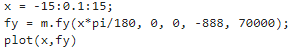 x = -15:0.1:15;
fy = m.fy(x*pi/180, 0, 0, -888, 70000);
plot(x,fy)